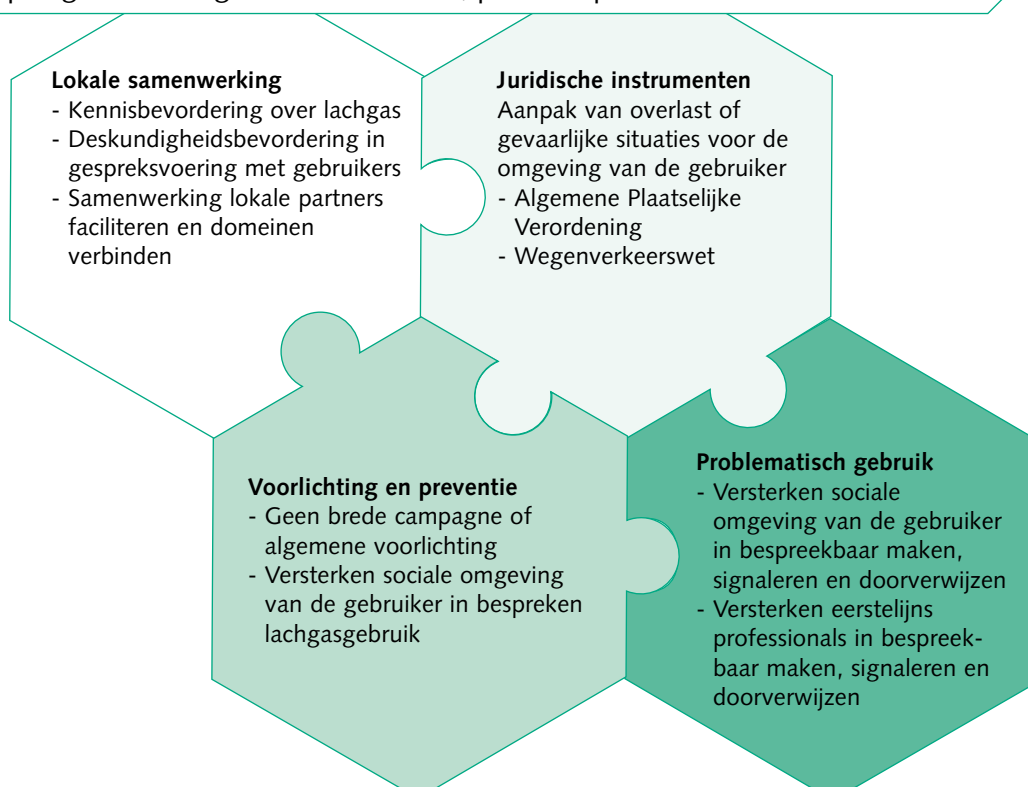 Lokale samenwerking
- Kennisbevordering over lachgas
- Deskundigheidsbevordering in
gespreksvoering met gebruikers
- Samenwerking lokale partners
faciliteren en domeinen
verbinden
Juridische instrumenten
Aanpak van overlast of
gevaarlijke situaties voor de
omgeving van de gebruiker
- Algemene Plaatselijke
Verordening
- Wegenverkeerswet
Voorlichting en preventie
- Geen brede campagne of
algemene voorlichting
- Versterken sociale omgeving
van de gebruiker in bespreken
lachgasgebruik
Problematisch gebruik
- Versterken sociale
omgeving van de gebruiker
in bespreekbaar maken,
signaleren en doorverwijzen
- Versterken eerstelijns
professionals in bespreek-
baar maken, signaleren en
doorverwijzen